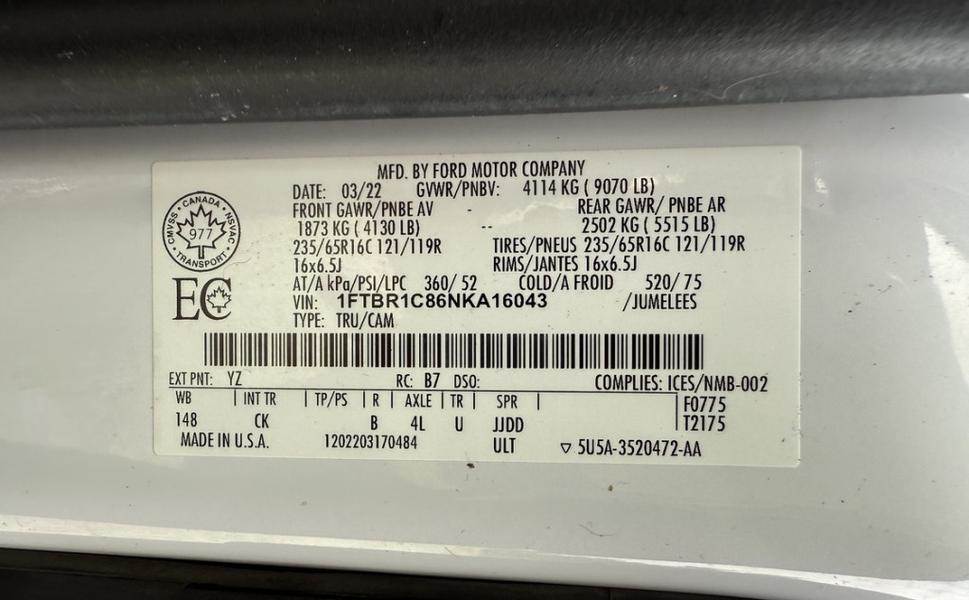 MFD. BY FORD MOTOR COMPANY
DATE: 03/22 GVWR/PNBV: 4114 KG ( 9070 LB)
FRONT GAWR/PNBE AV REAR GAWR/ PNBE AR
1873 KG ( 4130 LB) -- 2502 KG ( 5515 LB)
235/65R16C 121/119R TIRES/PNEUS 235/65R16C 121/119R
16x6.5J RIMS/JANTES 16x6.5J
AT/A kPa/PSI/LPC 360/ 52 COLD/A FROID 520/ 75
VIN: 1FTBR1C86NKA16043 /JUMELEES
TYPE: TRU/CAM
CANADA
CMVSS NSVAC
977
TRANSPORT
EC
EXT PNT: YZ RC: B7 DSO: COMPLIES: ICES/NMB-002
WB | INT TR | TP/PS | R | AXLE | TR | SPR | F0775
148 CK B 4L U JJDD T2175
MADE IN U.S.A. 1202203170484 ULT ▽ 5U5A-3520472-AA